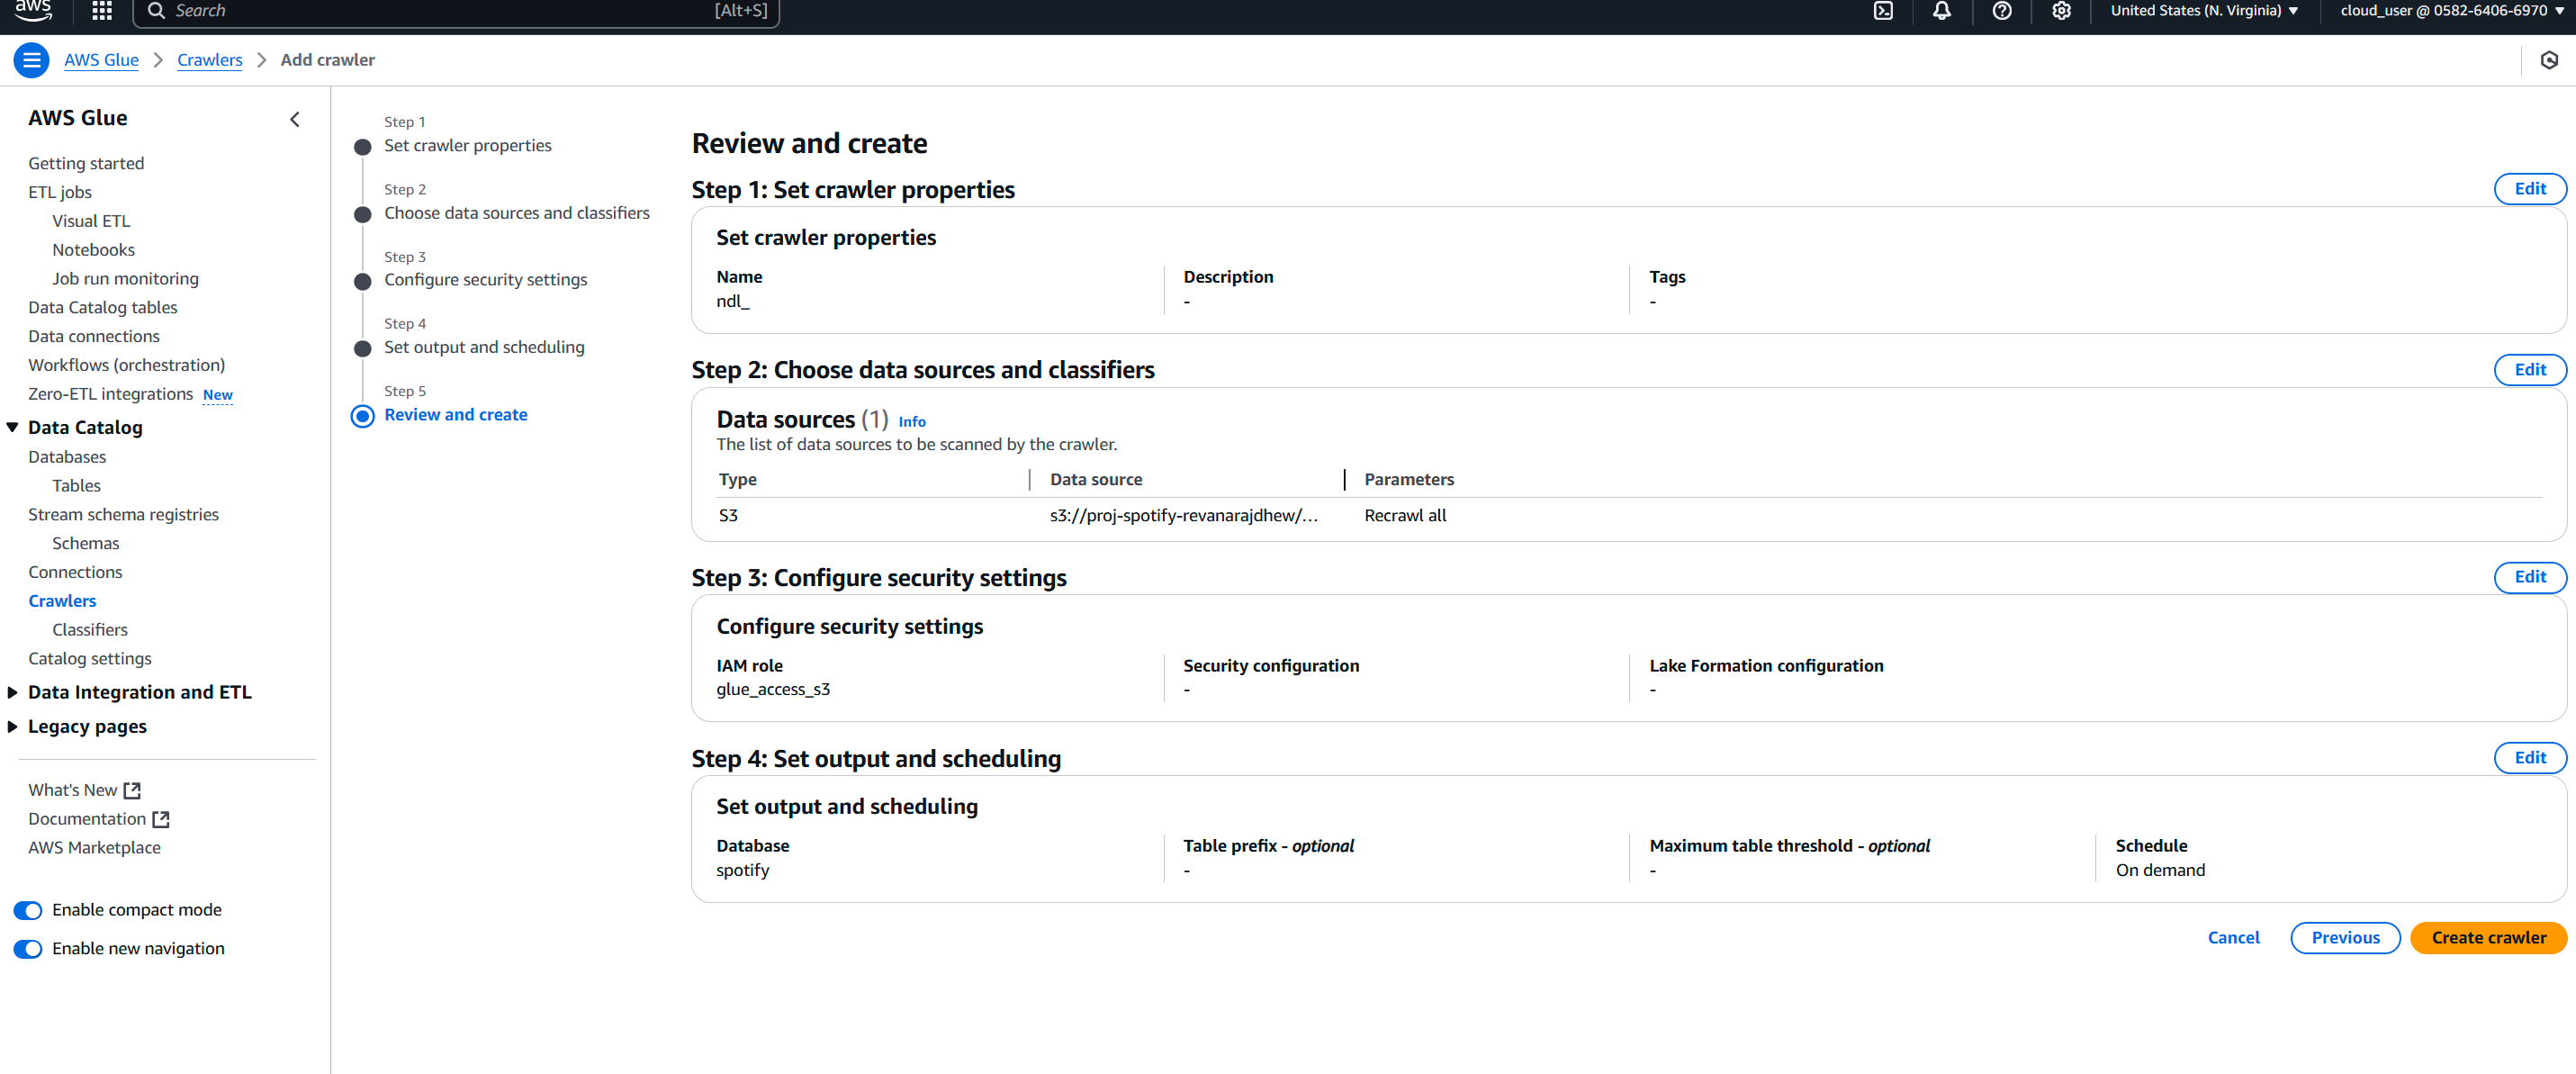 aws
Search [Alt+S]
United States (N. Virginia)
cloud_user @ 0582-6406-6970
AWS Glue
Crawlers
Add crawler
AWS Glue
Getting started
ETL jobs
Visual ETL
Notebooks
Job run monitoring
Data Catalog tables
Data connections
Workflows (orchestration)
Zero-ETL integrations New
Data Catalog
Databases
Tables
Stream schema registries
Schemas
Connections
Crawlers
Classifiers
Catalog settings
Data Integration and ETL
Legacy pages
What's New
Documentation
AWS Marketplace
Enable compact mode
Enable new navigation
Step 1
Set crawler properties
Step 2
Choose data sources and classifiers
Step 3
Configure security settings
Step 4
Set output and scheduling
Step 5
Review and create
Review and create
Step 1: Set crawler properties Edit
Set crawler properties
Name Description Tags
ndl_ - -
Step 2: Choose data sources and classifiers Edit
Data sources (1) Info
The list of data sources to be scanned by the crawler.
Type Data source Parameters
S3 s3://proj-spotify-revanarajdhew/... Recrawl all
Step 3: Configure security settings Edit
Configure security settings
IAM role Security configuration Lake Formation configuration
glue_access_s3 - -
Step 4: Set output and scheduling Edit
Set output and scheduling
Database Table prefix - optional Maximum table threshold - optional Schedule
spotify - - On demand
Cancel Previous Create crawler